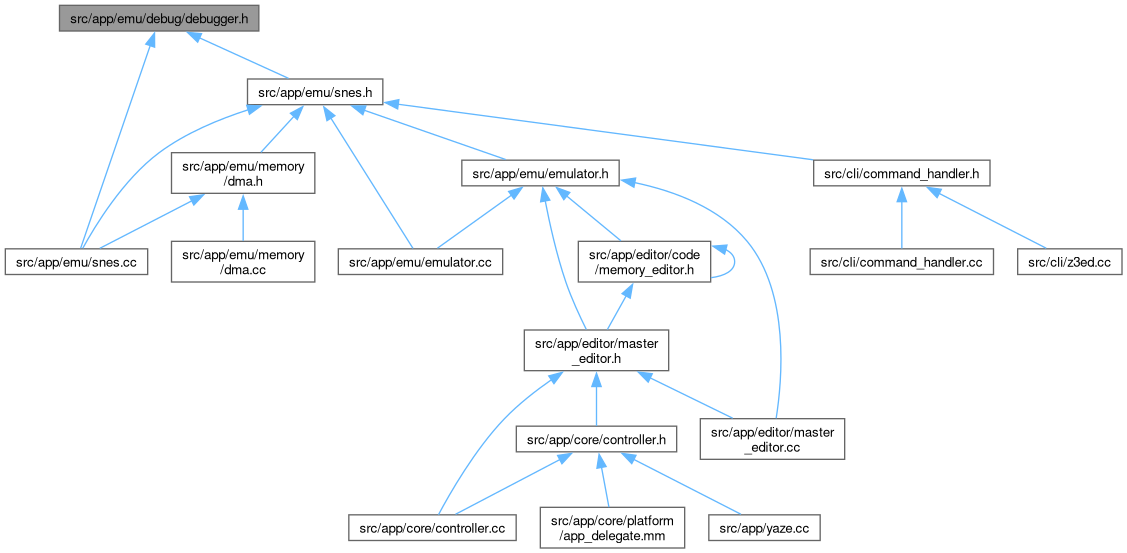 src/app/emu/debug/debugger.h
src/app/emu/snes.h
src/app/emu/memory
/dma.h
src/app/emu/emulator.h
src/cli/command_handler.h
src/app/emu/snes.cc
src/app/emu/memory
/dma.cc
src/app/emu/emulator.cc
src/app/editor/code
/memory_editor.h
src/cli/command_handler.cc
src/cli/z3ed.cc
src/app/editor/master
_editor.h
src/app/core/controller.h
src/app/editor/master
_editor.cc
src/app/core/controller.cc
src/app/core/platform
/app_delegate.mm
src/app/yaze.cc